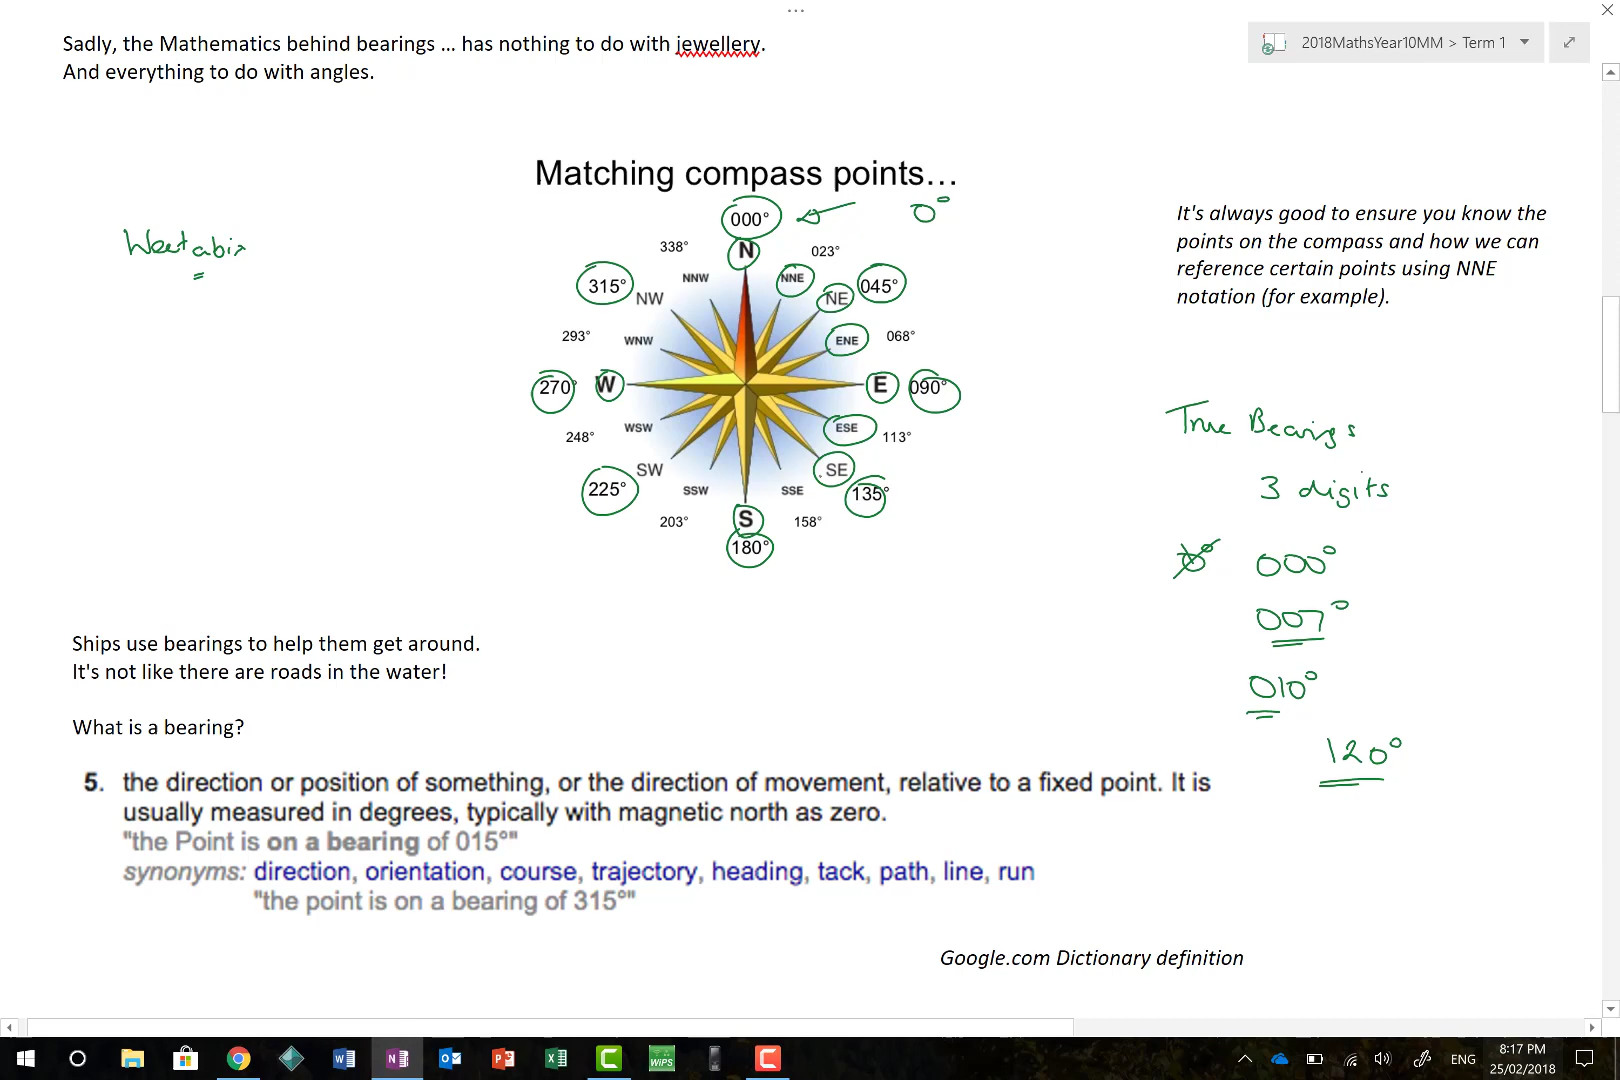 Sadly, the Mathematics behind bearings ... has nothing to do with jewellery.
And everything to do with angles.
2018MathsYear10MM > Term 1
Matching compass points...
Weetabix
000°
0°
N
338°
023°
NNW
NNE
315°
NW
NE
045°
293°
WNW
ENE
068°
270°
W
E
090°
WSW
ESE
248°
113°
SW
SE
225°
SSW
SSE
135°
203°
S
158°
180°
It's always good to ensure you know the
points on the compass and how we can
reference certain points using NNE
notation (for example).
True Bearings
3 digits
0° 000°
007°
010°
120°
Ships use bearings to help them get around.
It's not like there are roads in the water!
What is a bearing?
5. the direction or position of something, or the direction of movement, relative to a fixed point. It is
usually measured in degrees, typically with magnetic north as zero.
"the Point is on a bearing of 015°"
synonyms: direction, orientation, course, trajectory, heading, tack, path, line, run
"the point is on a bearing of 315°"
Google.com Dictionary definition
WiPS
ENG
8:17 PM
25/02/2018